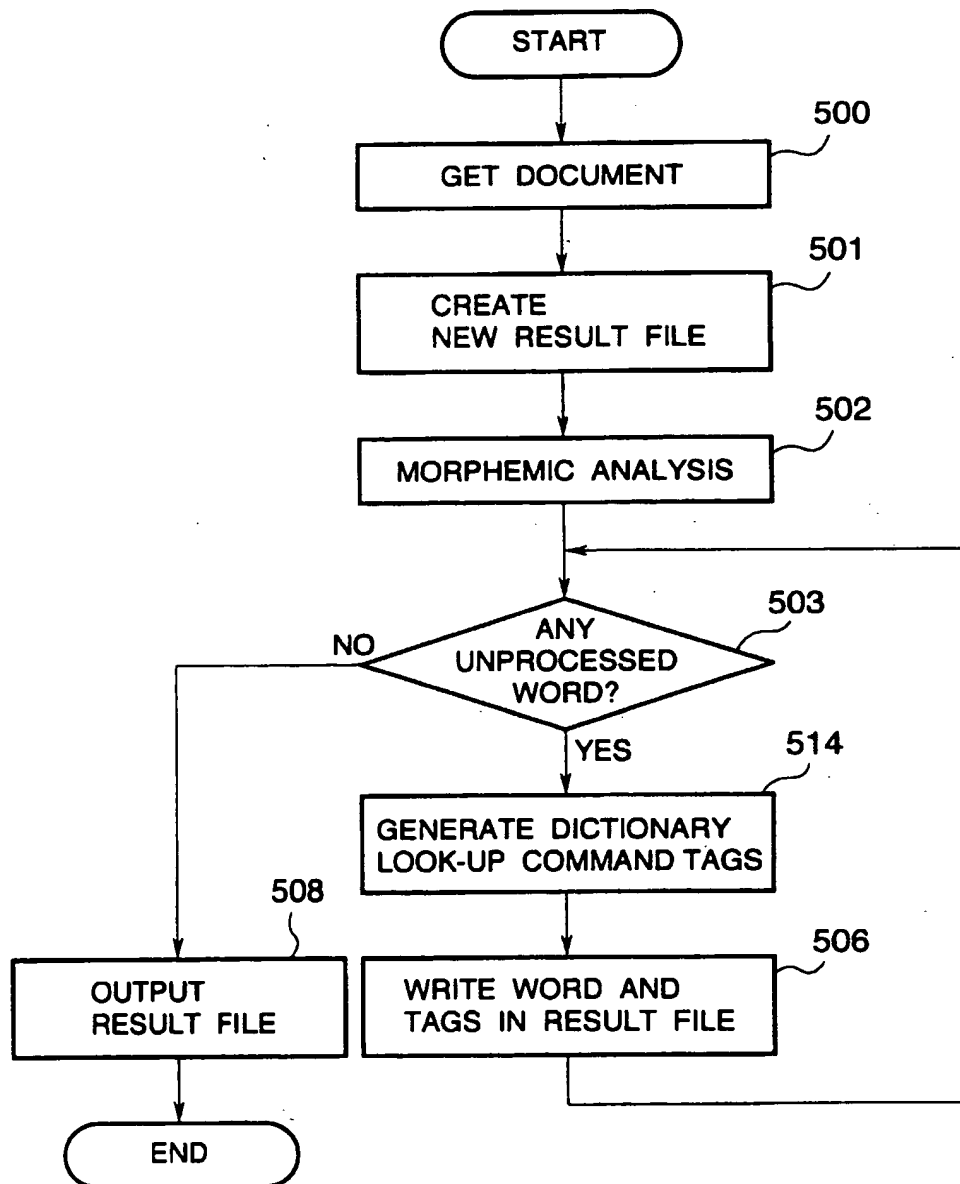 START
500
GET DOCUMENT
501
CREATE
NEW RESULT FILE
502
MORPHEMIC ANALYSIS
503
NO
ANY
UNPROCESSED
WORD?
YES
514
GENERATE DICTIONARY
LOOK-UP COMMAND TAGS
508
506
OUTPUT
RESULT FILE
WRITE WORD AND
TAGS IN RESULT FILE
END